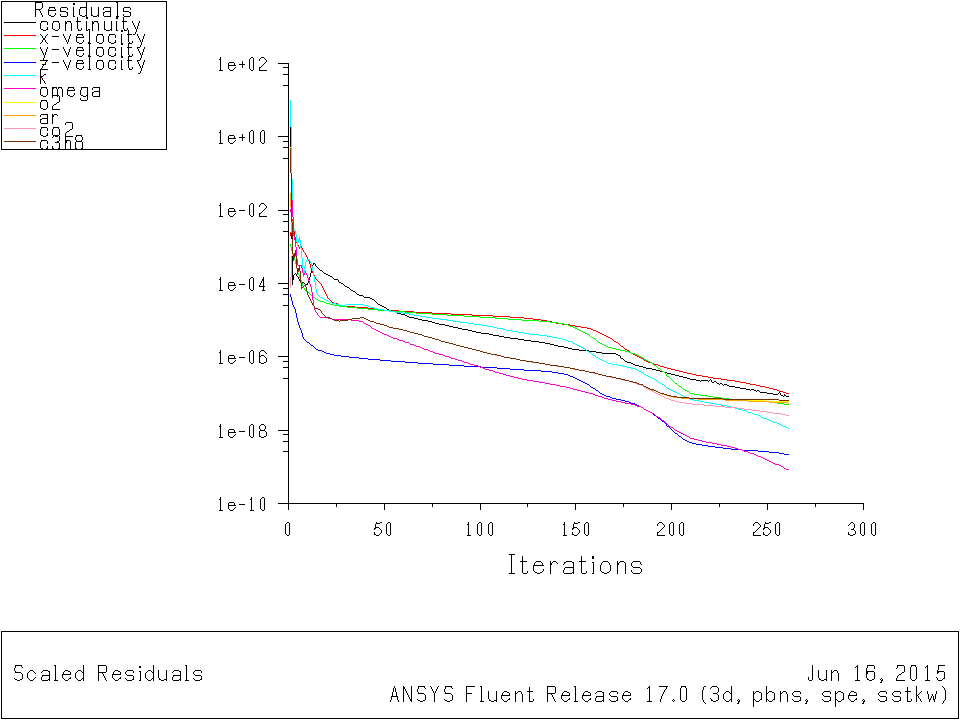 Residuals
continuity
x-velocity
y-velocity
z-velocity
k
omega
o2
ar
co2
c3h8
1e+02
1e+00
1e-02
1e-04
1e-06
1e-08
1e-10
0 50 100 150 200 250 300
Iterations
Scaled Residuals
Jun 16, 2015
ANSYS Fluent Release 17.0 (3d, pbns, spe, sstkw)